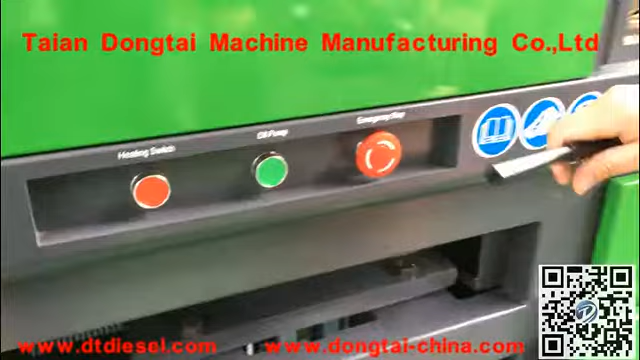 Taian Dongtai Machine Manufacturing Co.,Ltd
Emergency Stop
Oil Pump
Heating Switch
www.dtdiesel.com
www.dongtai-china.com